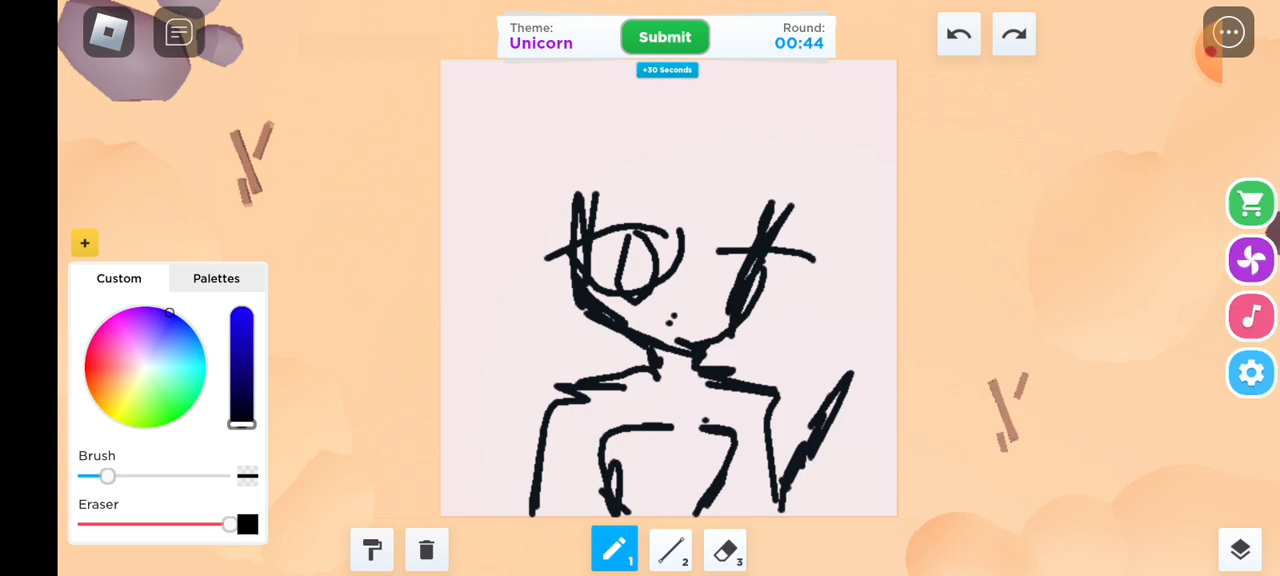 Theme:
Unicorn
Submit
Round:
00:44
+30 Seconds
+
Custom
Palettes
Brush
Eraser
1
2
3